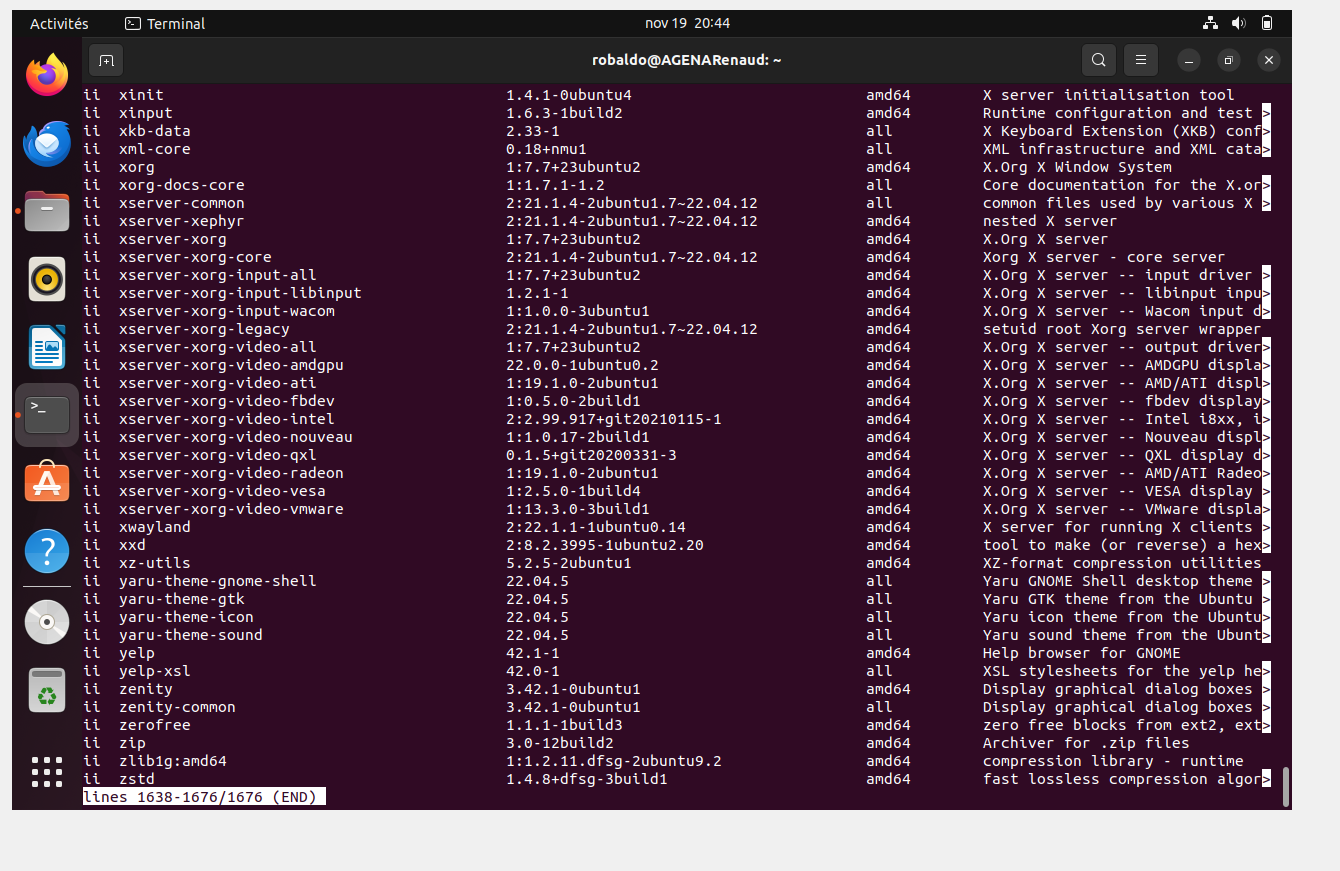 Activités Terminal nov 19 20:44
robaldo@AGENARenaud: ~
ii xinit 1.4.1-0ubuntu4 amd64 X server initialisation tool
ii xinput 1.6.3-1build2 amd64 Runtime configuration and test >
ii xkb-data 2.33-1 all X Keyboard Extension (XKB) conf>
ii xml-core 0.18+nmu1 all XML infrastructure and XML cata>
ii xorg 1:7.7+23ubuntu2 amd64 X.Org X Window System
ii xorg-docs-core 1:1.7.1-1.2 all Core documentation for the X.or>
ii xserver-common 2:21.1.4-2ubuntu1.7~22.04.12 all common files used by various X >
ii xserver-xephyr 2:21.1.4-2ubuntu1.7~22.04.12 amd64 nested X server
ii xserver-xorg 1:7.7+23ubuntu2 amd64 X.Org X server
ii xserver-xorg-core 2:21.1.4-2ubuntu1.7~22.04.12 amd64 Xorg X server - core server
ii xserver-xorg-input-all 1:7.7+23ubuntu2 amd64 X.Org X server -- input driver >
ii xserver-xorg-input-libinput 1.2.1-1 amd64 X.Org X server -- libinput inpu>
ii xserver-xorg-input-wacom 1:1.0.0-3ubuntu1 amd64 X.Org X server -- Wacom input d>
ii xserver-xorg-legacy 2:21.1.4-2ubuntu1.7~22.04.12 amd64 setuid root Xorg server wrapper
ii xserver-xorg-video-all 1:7.7+23ubuntu2 amd64 X.Org X server -- output driver>
ii xserver-xorg-video-amdgpu 22.0.0-1ubuntu0.2 amd64 X.Org X server -- AMDGPU displa>
ii xserver-xorg-video-ati 1:19.1.0-2ubuntu1 amd64 X.Org X server -- AMD/ATI displ>
ii xserver-xorg-video-fbdev 1:0.5.0-2build1 amd64 X.Org X server -- fbdev display>
ii xserver-xorg-video-intel 2:2.99.917+git20210115-1 amd64 X.Org X server -- Intel i8xx, i>
ii xserver-xorg-video-nouveau 1:1.0.17-2build1 amd64 X.Org X server -- Nouveau displ>
ii xserver-xorg-video-qxl 0.1.5+git20200331-3 amd64 X.Org X server -- QXL display d>
ii xserver-xorg-video-radeon 1:19.1.0-2ubuntu1 amd64 X.Org X server -- AMD/ATI Radeo>
ii xserver-xorg-video-vesa 1:2.5.0-1build4 amd64 X.Org X server -- VESA display >
ii xserver-xorg-video-vmware 1:13.3.0-3build1 amd64 X.Org X server -- VMware displa>
ii xwayland 2:22.1.1-1ubuntu0.14 amd64 X server for running X clients >
ii xxd 2:8.2.3995-1ubuntu2.20 amd64 tool to make (or reverse) a hex>
ii xz-utils 5.2.5-2ubuntu1 amd64 XZ-format compression utilities
ii yaru-theme-gnome-shell 22.04.5 all Yaru GNOME Shell desktop theme >
ii yaru-theme-gtk 22.04.5 all Yaru GTK theme from the Ubuntu >
ii yaru-theme-icon 22.04.5 all Yaru icon theme from the Ubuntu>
ii yaru-theme-sound 22.04.5 all Yaru sound theme from the Ubunt>
ii yelp 42.1-1 amd64 Help browser for GNOME
ii yelp-xsl 42.0-1 all XSL stylesheets for the yelp he>
ii zenity 3.42.1-0ubuntu1 amd64 Display graphical dialog boxes >
ii zenity-common 3.42.1-0ubuntu1 all Display graphical dialog boxes >
ii zerofree 1.1.1-1build3 amd64 zero free blocks from ext2, ext>
ii zip 3.0-12build2 amd64 Archiver for .zip files
ii zlib1g:amd64 1:1.2.11.dfsg-2ubuntu9.2 amd64 compression library - runtime
ii zstd 1.4.8+dfsg-3build1 amd64 fast lossless compression algor>
lines 1638-1676/1676 (END)